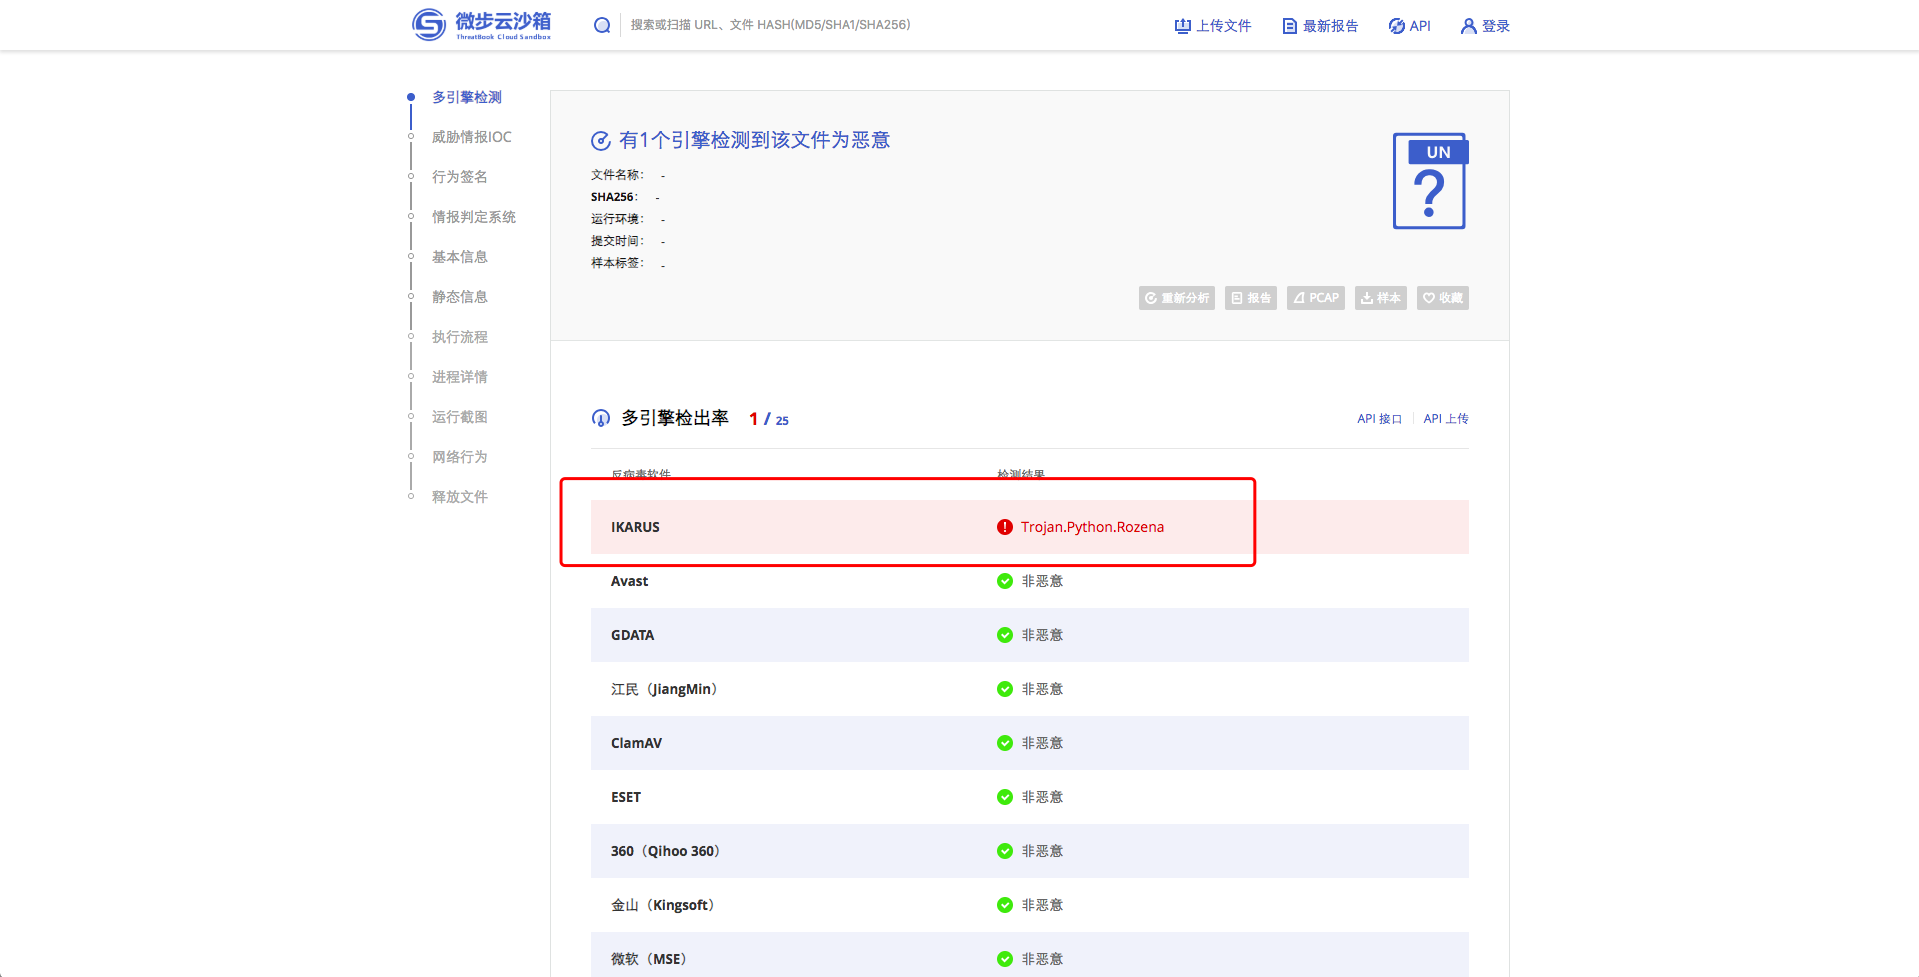 微步云沙箱
ThreatBook Cloud Sandbox
搜索或扫描 URL、文件 HASH(MD5/SHA1/SHA256)
上传文件
最新报告
API
登录
多引擎检测
威胁情报IOC
行为签名
情报判定系统
基本信息
静态信息
执行流程
进程详情
运行截图
网络行为
释放文件
有1个引擎检测到该文件为恶意
文件名称： -
SHA256： -
运行环境： -
提交时间： -
样本标签： -
UN
?
重新分析
报告
PCAP
样本
收藏
多引擎检出率 1 / 25
API 接口
API 上传
反病毒软件 检测结果
IKARUS Trojan.Python.Rozena
Avast 非恶意
GDATA 非恶意
江民（JiangMin） 非恶意
ClamAV 非恶意
ESET 非恶意
360（Qihoo 360） 非恶意
金山（Kingsoft） 非恶意
微软（MSE） 非恶意